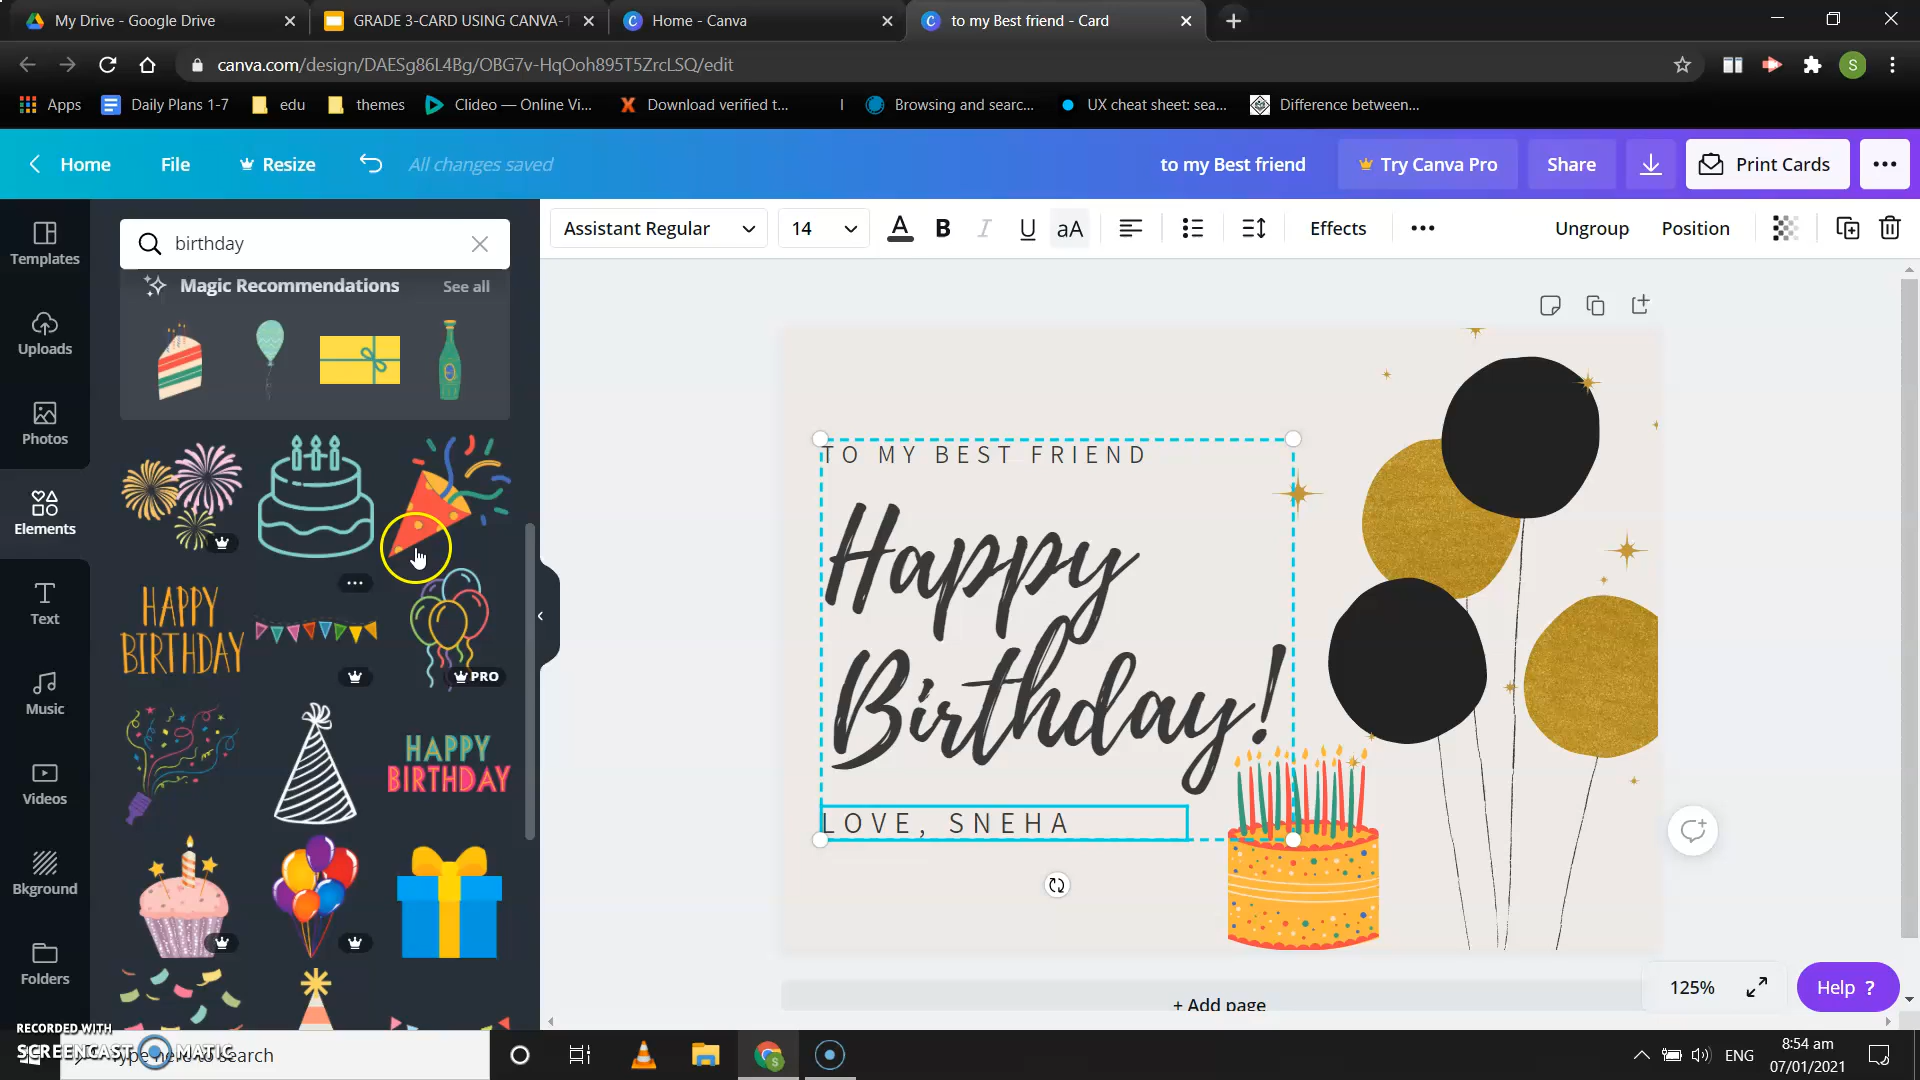 My Drive - Google Drive
GRADE 3-CARD USING CANVA-1
Home - Canva
to my Best friend - Card
canva.com/design/DAESg86L4Bg/OBG7v-HqOoh895T5ZrcLSQ/edit
S
Apps
Daily Plans 1-7
edu
themes
Clideo — Online Vi...
Download verified t...
Browsing and searc...
UX cheat sheet: sea...
Difference between...
Home
File
Resize
All changes saved
to my Best friend
Try Canva Pro
Share
Print Cards
Templates
Uploads
Photos
Elements
Text
Music
Videos
Bkground
Folders
birthday
Magic Recommendations
See all
HAPPY
BIRTHDAY
PRO
HAPPY
BIRTHDAY
Assistant Regular
14
A
B
I
U
aA
Effects
Ungroup
Position
TO MY BEST FRIEND
Happy
Birthday!
LOVE, SNEHA
+ Add page
125%
Help ?
RECORDED WITH
SCREENCAST MATIC
Type here to search
ENG
8:54 am
07/01/2021